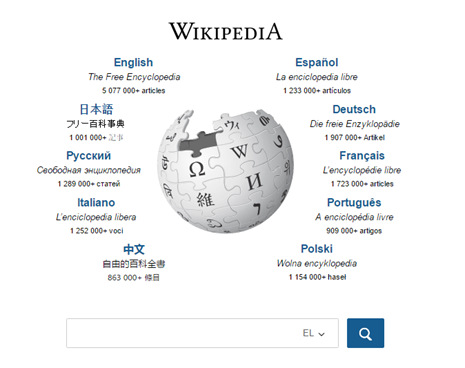 WIKIPEDIA
English
The Free Encyclopedia
5 077 000+ articles
Español
La enciclopedia libre
1 233 000+ artículos
日本語
フリー百科事典
1 001 000+ 記事
Deutsch
Die freie Enzyklopädie
1 907 000+ Artikel
Русский
Свободная энциклопедия
1 289 000+ статей
Français
L'encyclopédie libre
1 723 000+ articles
Italiano
L'enciclopedia libera
1 252 000+ voci
Português
A enciclopédia livre
909 000+ artigos
中文
自由的百科全書
863 000+ 條目
Polski
Wolna encyklopedia
1 154 000+ haseł
Ω
W
維
И
EL